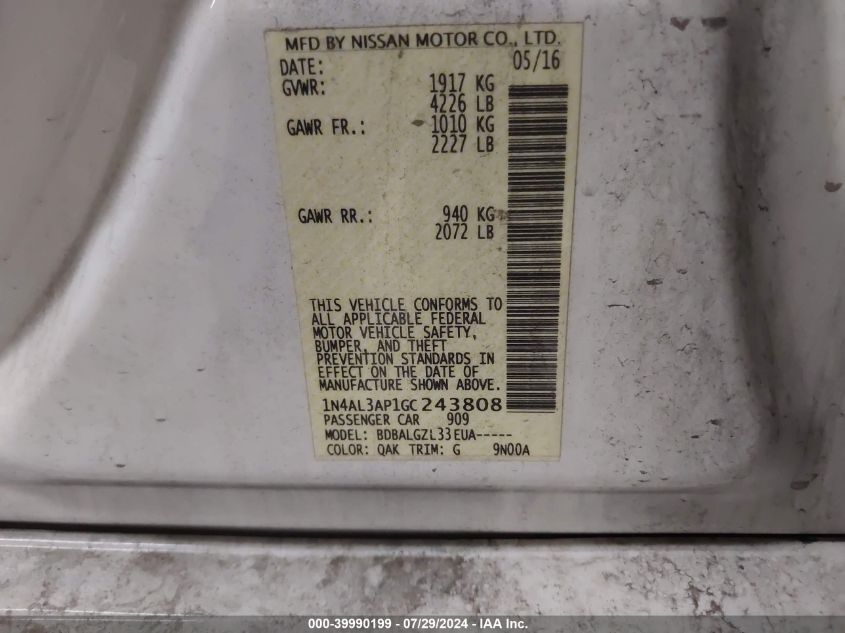 MFD BY NISSAN MOTOR CO., LTD.
DATE: 05/16
GVWR: 1917 KG
4226 LB
GAWR FR.: 1010 KG
2227 LB
GAWR RR.: 940 KG
2072 LB
THIS VEHICLE CONFORMS TO
ALL APPLICABLE FEDERAL
MOTOR VEHICLE SAFETY,
BUMPER, AND THEFT
PREVENTION STANDARDS IN
EFFECT ON THE DATE OF
MANUFACTURE SHOWN ABOVE.
1N4AL3AP1GC243808
PASSENGER CAR 909
MODEL: BDBALGZL33EUA-----
COLOR: QAK TRIM: G 9N00A
000-39990199 - 07/29/2024 - © IAA, Inc.